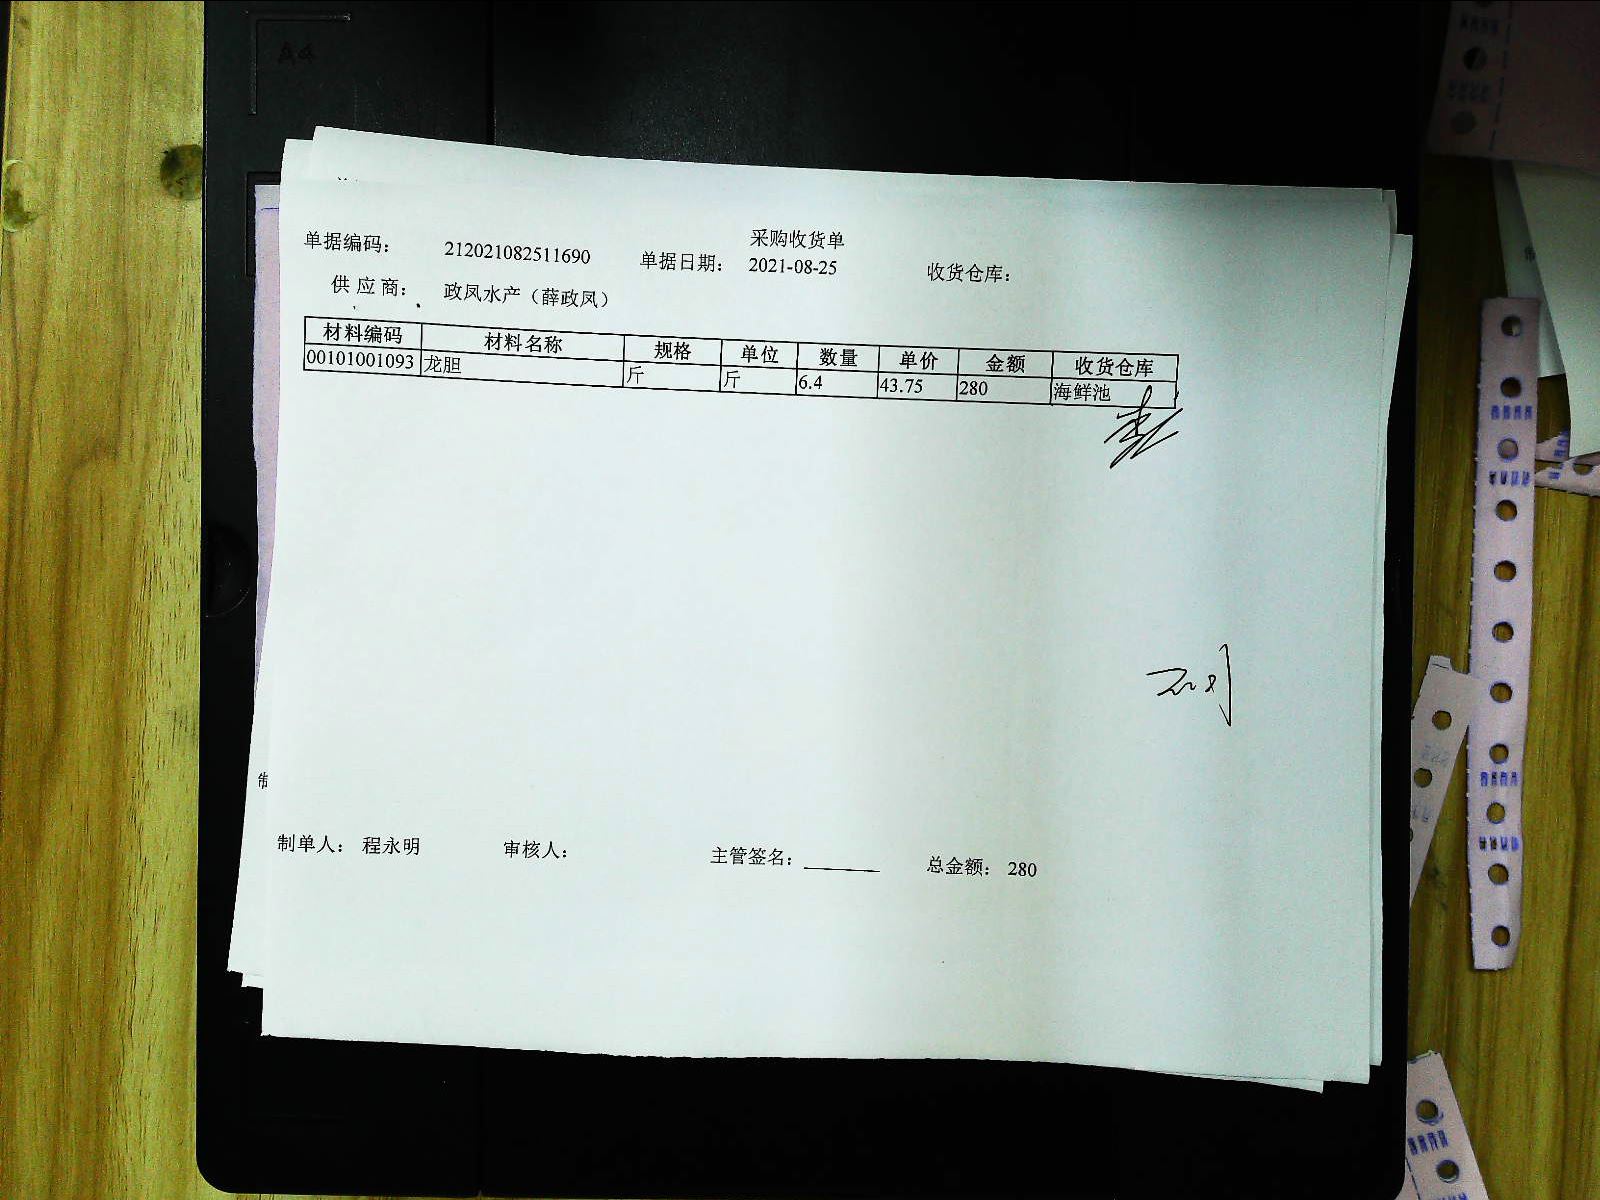 A4
采购收货单
单据编码： 212021082511690 单据日期： 2021-08-25 收货仓库：
供 应 商： 政凤水产（薛政凤）
材料编码 材料名称 规格 单位 数量 单价 金额 收货仓库
00101001093 龙胆 斤 斤 6.4 43.75 280 海鲜池
制
制单人： 程永明 审核人： 主管签名： 总金额： 280